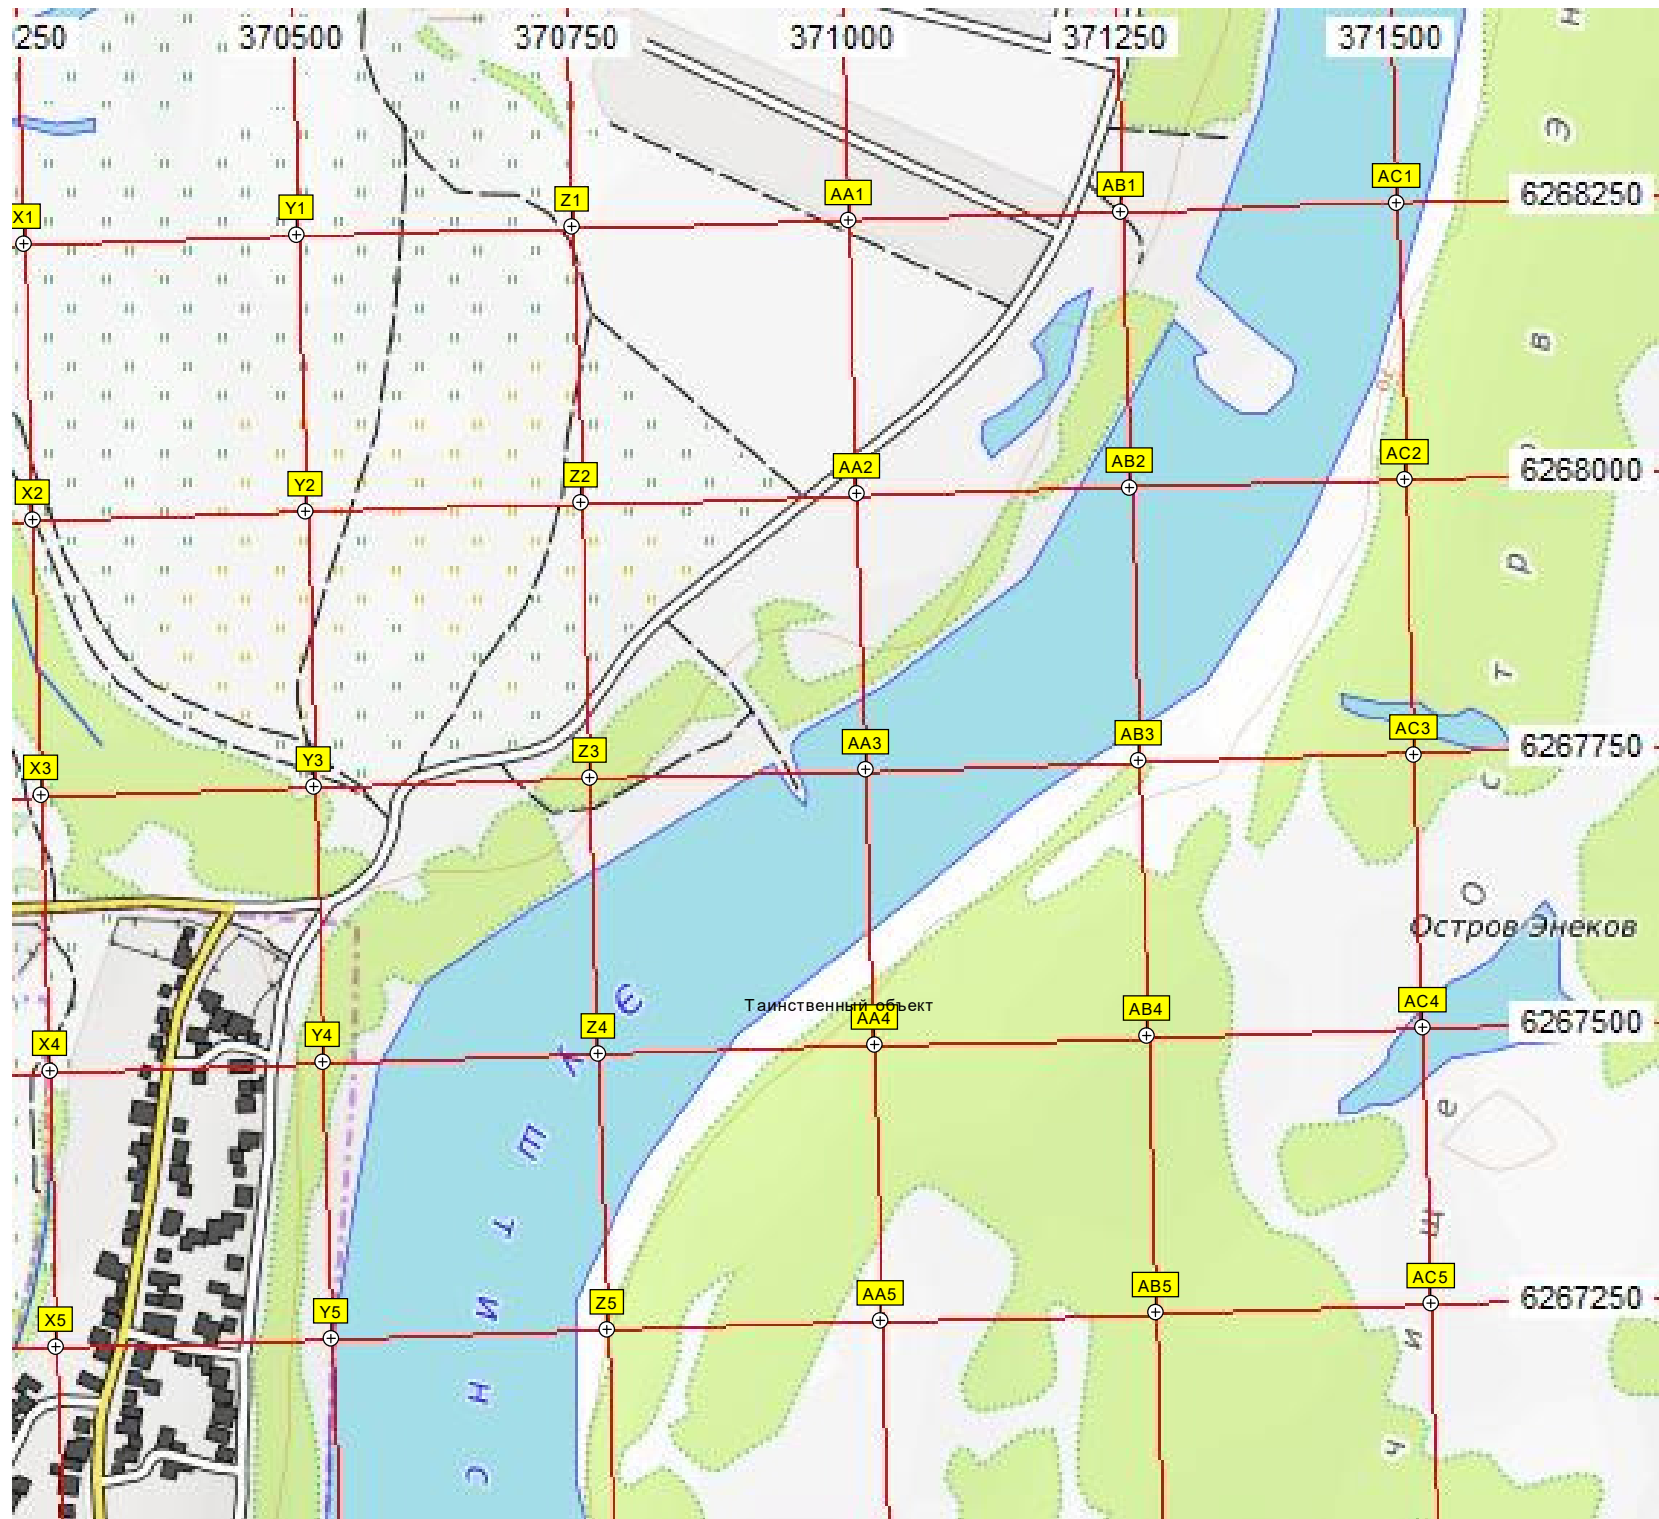 250 370500 370750 371000 371250 371500
Н
Э
AC1
6268250
AB1
AA1
Z1
Y1
X1
в
10
AC2
6268000
AB2
AA2
Z2
Y2
X2
р
т
AC3
6267750
AB3
AA3
Z3
Y3
X3
с
О
Остров Энеков
Э
Таинственный объект
AC4
6267500
AB4
AA4
Z4
Y4
X4
К
Ш
е
Т
щ
И
AC5
6267250
AB5
AA5
Z5
Y5
X5
и
Н
ч
С